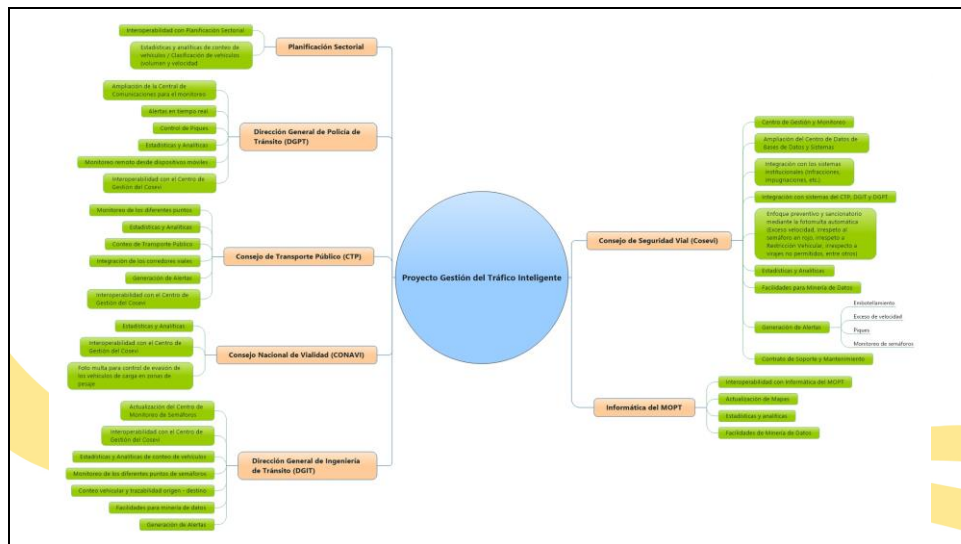 Interoperabilidad con Planificación Sectorial
Estadísticas y analíticas de conteo de
vehículos / Clasificación de vehículos
(volumen y velocidad
Planificación Sectorial
Ampliación de la Central de
Comunicaciones para el monitoreo
Alertas en tiempo real
Control de Piques
Estadísticas y Analíticas
Monitoreo remoto desde dispositivos móviles
Interoperabilidad con el Centro de
Gestión del Cosevi
Dirección General de Policía de
Tránsito (DGPT)
Monitoreo de los diferentes puntos
Estadísticas y Analíticas
Conteo de Transporte Publico
Integración de los corredores viales
Generación de Alertas
Interoperabilidad con el Centro de
Gestión del Cosevi
Consejo de Transporte Público (CTP)
Estadísticas y Analíticas
Interoperabilidad con el Centro de
Gestión del Cosevi
Foto multa para control de evasión de
los vehículos de carga en zonas de
pesaje
Consejo Nacional de Vialidad (CONAVI)
Actualización del Centro de
Monitoreo de Semáforos
Interoperabilidad con el Centro de
Gestión del Cosevi
Estadísticas y Analíticas de conteo de vehículos
Monitoreo de los diferentes puntos de semáforos
Conteo vehicular y trazabilidad origen - destino
Facilidades para minería de datos
Generación de Alertas
Dirección General de Ingeniería
de Tránsito (DGIT)
Proyecto Gestión del Tráfico Inteligente
Consejo de Seguridad Vial (Cosevi)
Centro de Gestión y Monitoreo
Ampliación del Centro de Datos de
Bases de Datos y Sistemas
Integración con los sistemas
institucionales (Infracciones,
Impugnaciones, etc.)
Integración con sistemas del CTP, DGIT y DGPT
Enfoque preventivo y sancionatorio
mediante la fotomulta automática
(Exceso velocidad, irrespeto al
semáforo en rojo, irrespeto a
Restricción Vehicular, irrespecto a
virajes no permitidos, entre otros)
Estadísticas y Analíticas
Facilidades para Minería de Datos
Generación de Alertas
Embotellamiento
Exceso de velocidad
Piques
Monitoreo de semáforos
Contrato de Soporte y Mantenimiento
Informática del MOPT
Interoperabilidad con Informática del MOPT
Actualización de Mapas
Estadísticas y analíticas
Facilidades de Minería de Datos